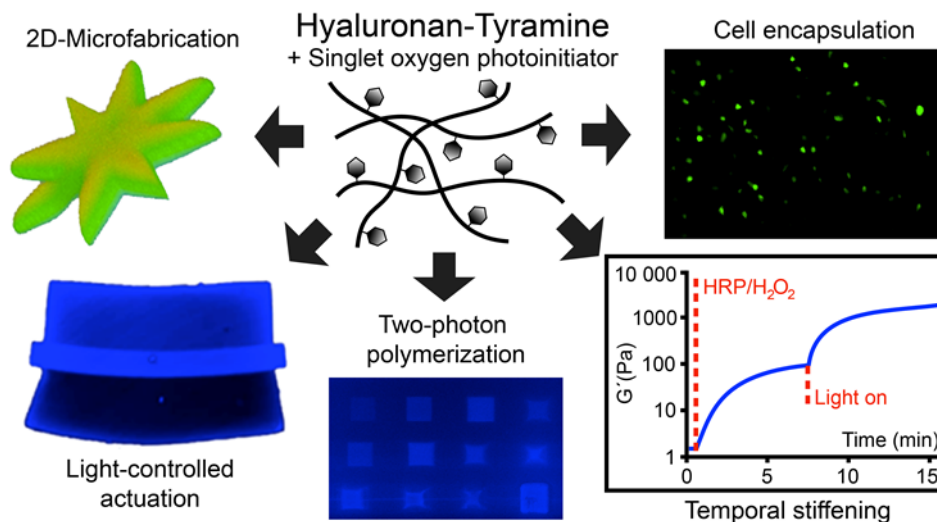 Hyaluronan-Tyramine
+ Singlet oxygen photoinitiator
2D-Microfabrication
Cell encapsulation
Two-photon
polymerization
Light-controlled
actuation
10 000
1000
100
10
1
G´(Pa)
HRP/H₂O₂
Light on
Time (min)
0
5
10
15
Temporal stiffening